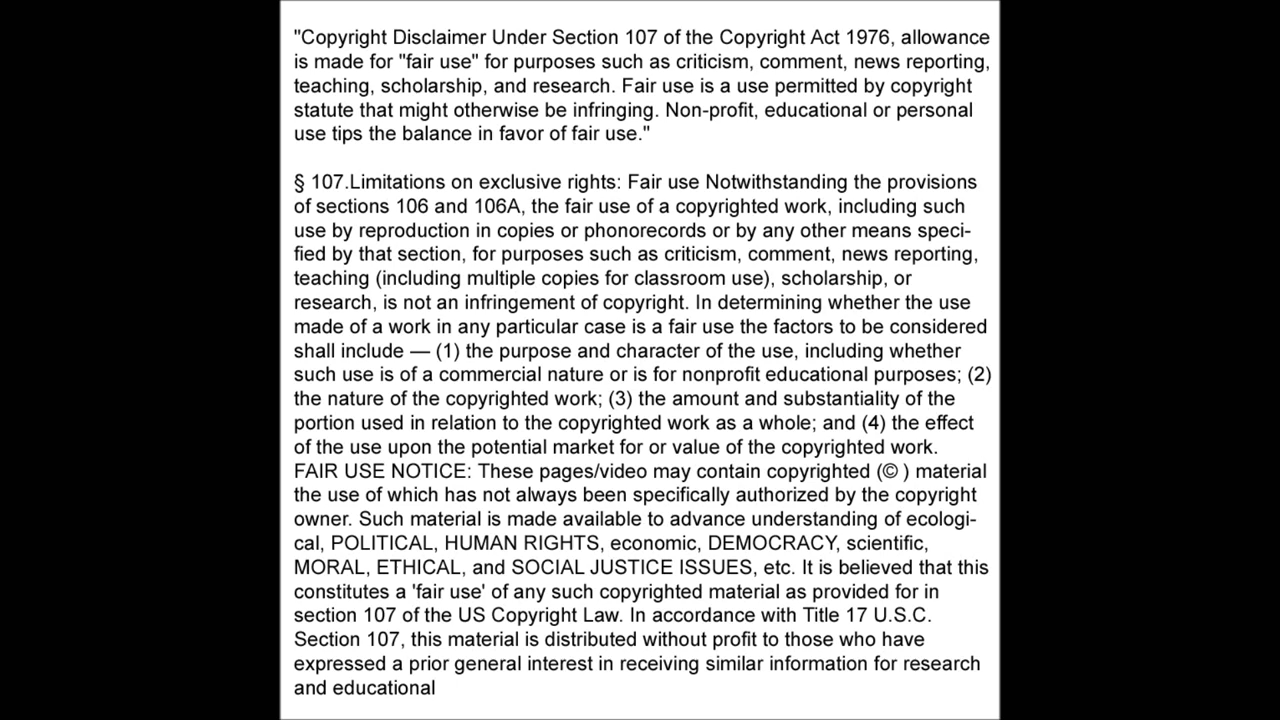 "Copyright Disclaimer Under Section 107 of the Copyright Act 1976, allowance
is made for "fair use" for purposes such as criticism, comment, news reporting,
teaching, scholarship, and research. Fair use is a use permitted by copyright
statute that might otherwise be infringing. Non-profit, educational or personal
use tips the balance in favor of fair use."
§ 107.Limitations on exclusive rights: Fair use Notwithstanding the provisions
of sections 106 and 106A, the fair use of a copyrighted work, including such
use by reproduction in copies or phonorecords or by any other means speci-
fied by that section, for purposes such as criticism, comment, news reporting,
teaching (including multiple copies for classroom use), scholarship, or
research, is not an infringement of copyright. In determining whether the use
made of a work in any particular case is a fair use the factors to be considered
shall include — (1) the purpose and character of the use, including whether
such use is of a commercial nature or is for nonprofit educational purposes; (2)
the nature of the copyrighted work; (3) the amount and substantiality of the
portion used in relation to the copyrighted work as a whole; and (4) the effect
of the use upon the potential market for or value of the copyrighted work.
FAIR USE NOTICE: These pages/video may contain copyrighted (© ) material
the use of which has not always been specifically authorized by the copyright
owner. Such material is made available to advance understanding of ecologi-
cal, POLITICAL, HUMAN RIGHTS, economic, DEMOCRACY, scientific,
MORAL, ETHICAL, and SOCIAL JUSTICE ISSUES, etc. It is believed that this
constitutes a 'fair use' of any such copyrighted material as provided for in
section 107 of the US Copyright Law. In accordance with Title 17 U.S.C.
Section 107, this material is distributed without profit to those who have
expressed a prior general interest in receiving similar information for research
and educational